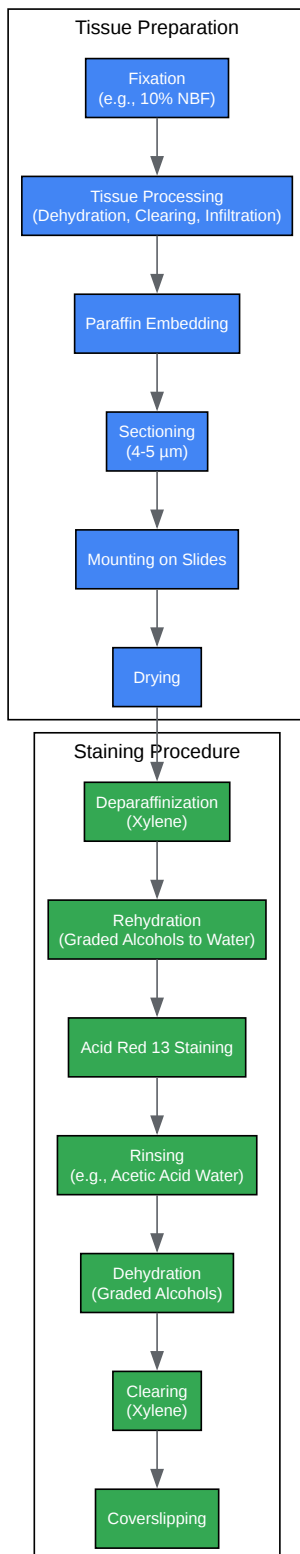 Tissue Preparation
Fixation
(e.g., 10% NBF)
Tissue Processing
(Dehydration, Clearing, Infiltration)
Paraffin Embedding
Sectioning
(4-5 µm)
Mounting on Slides
Drying
Staining Procedure
Deparaffinization
(Xylene)
Rehydration
(Graded Alcohols to Water)
Acid Red 13 Staining
Rinsing
(e.g., Acetic Acid Water)
Dehydration
(Graded Alcohols)
Clearing
(Xylene)
Coverslipping